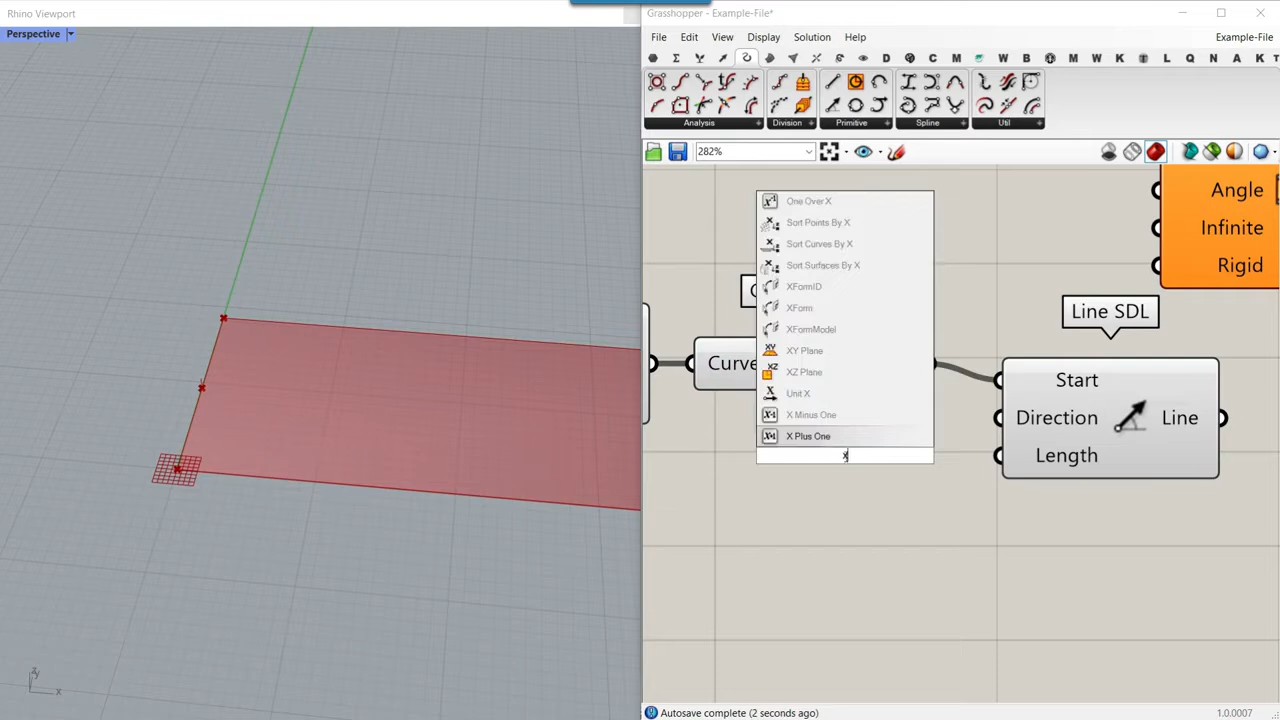 Rhino Viewport
Perspective
Grasshopper - Example-File*
File Edit View Display Solution Help
Example-File
D C M W B M W K L Q N A K
Analysis Division Primitive Spline Util
282%
One Over X
Sort Points By X
Sort Curves By X
Sort Surfaces By X
XFormID
XForm
XFormModel
XY Plane
XZ Plane
Unit X
X Minus One
X Plus One
x
Curve
Angle
Infinite
Rigid
Line SDL
Start
Direction Line
Length
Autosave complete (2 seconds ago)
1.0.0007